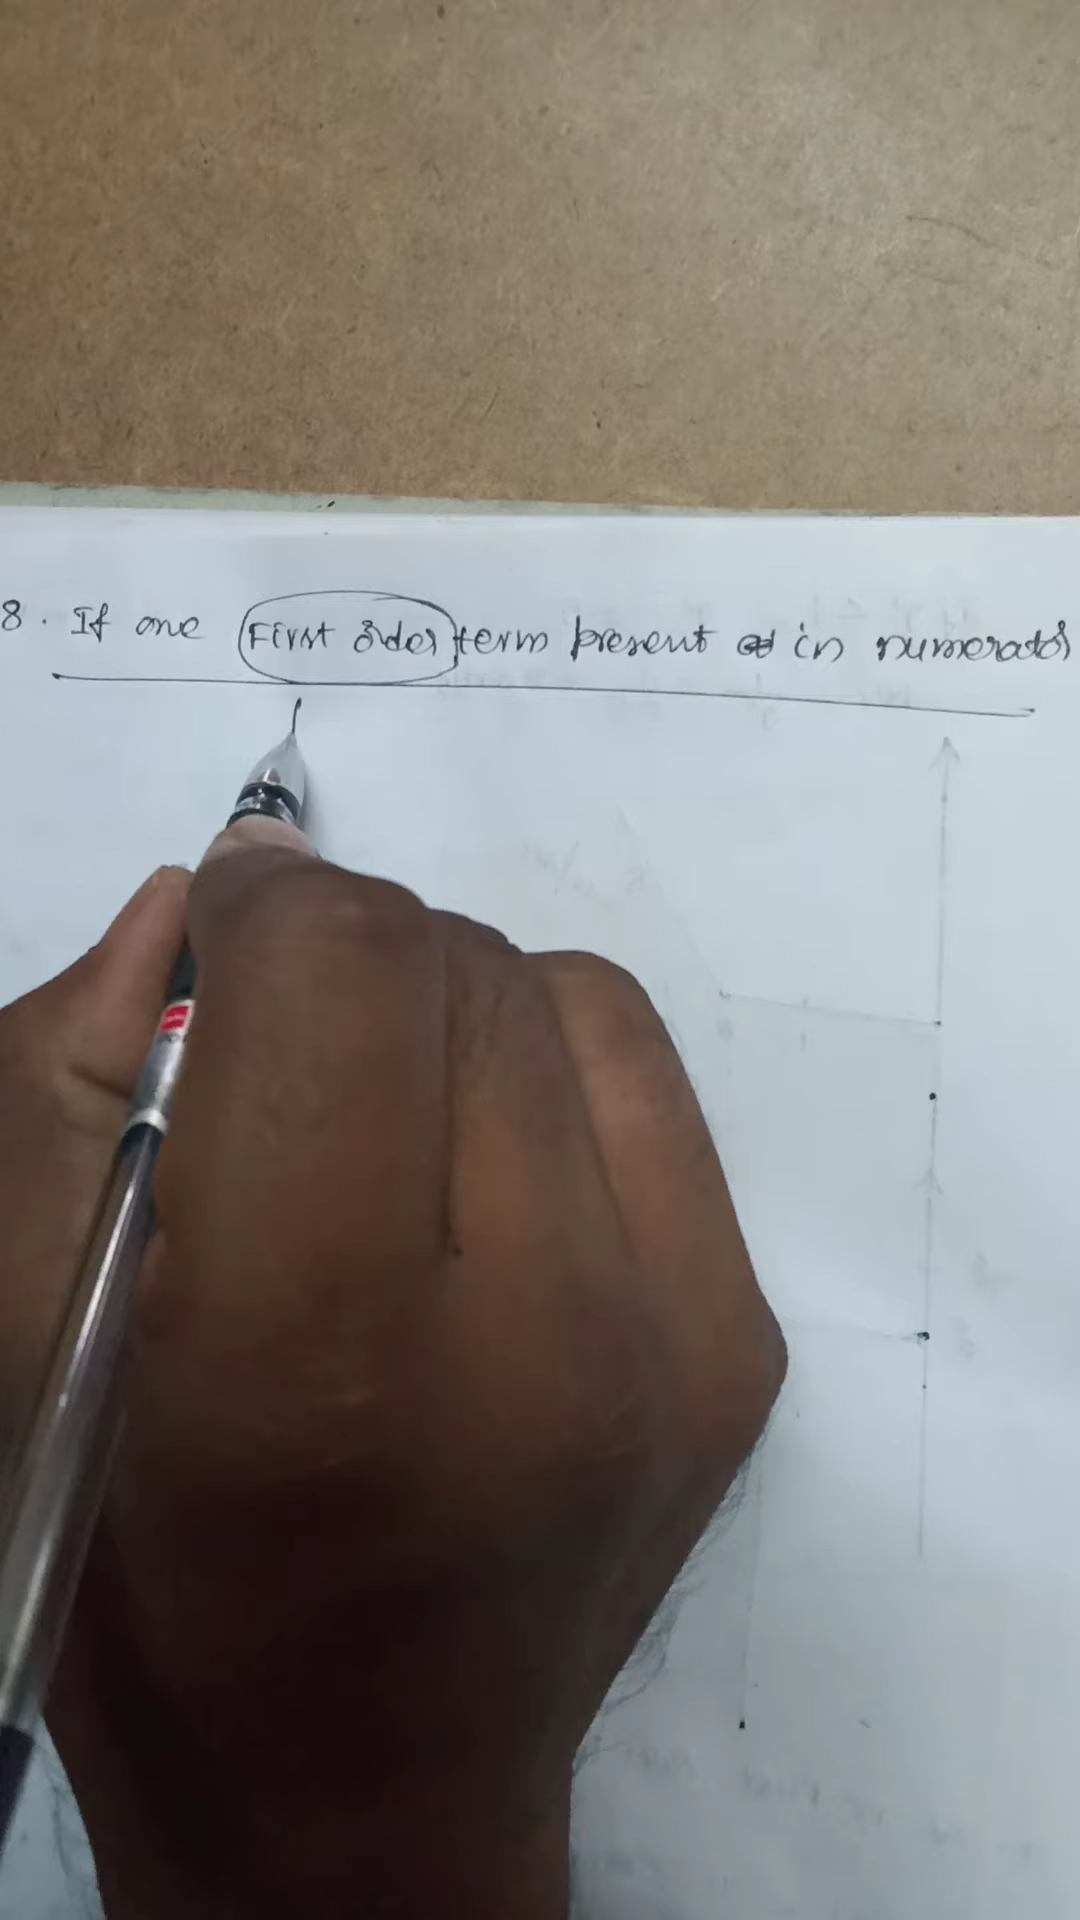 8. If one First order term present in numerator